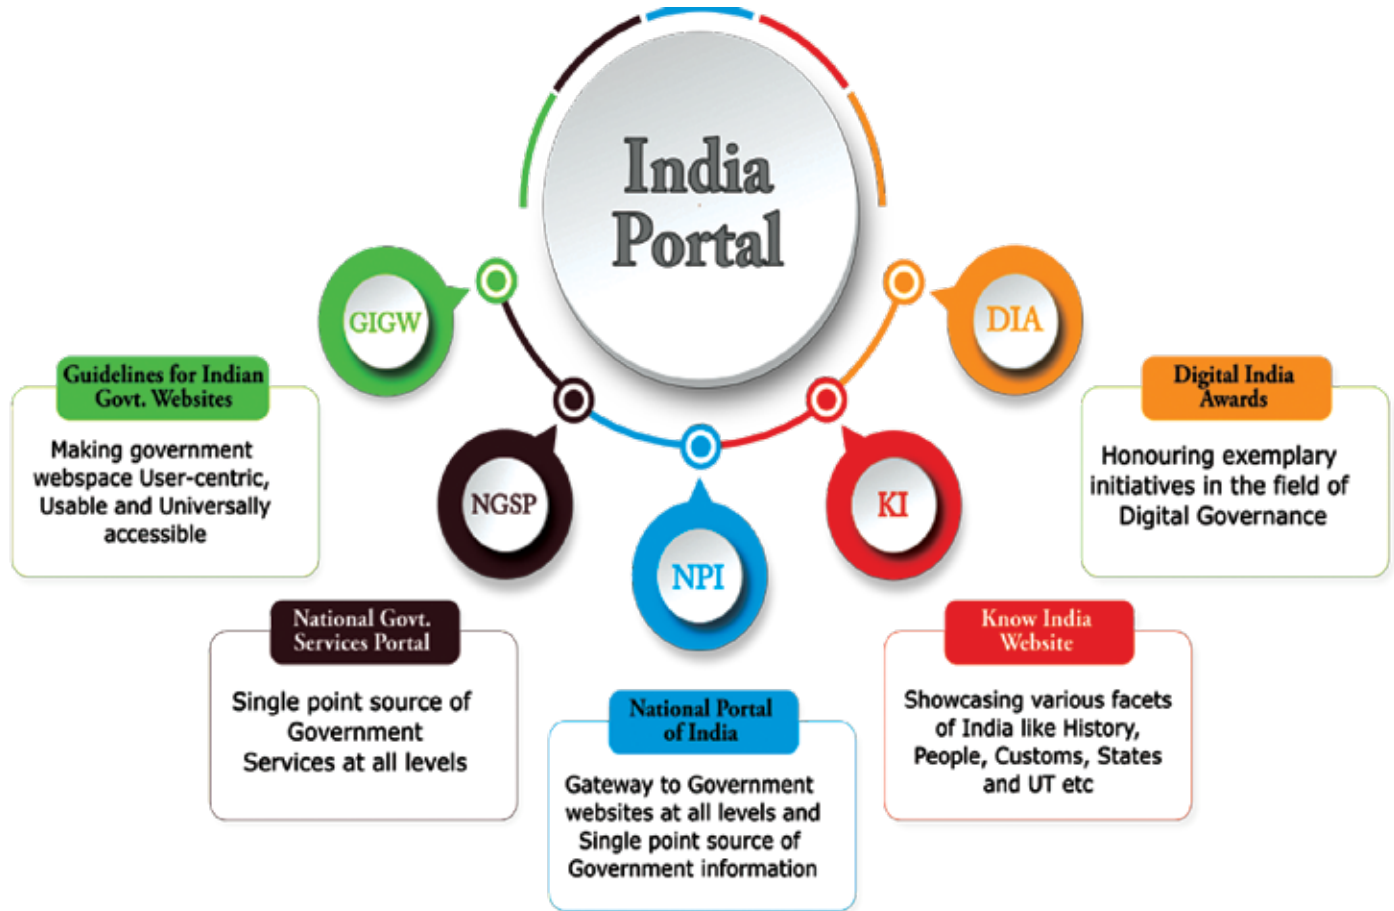 India
Portal
GIGW
DIA
NGSP
KI
NPI
Guidelines for Indian
Govt. Websites
Making government
webspace User-centric,
Usable and Universally
accessible
National Govt.
Services Portal
Single point source of
Government
Services at all levels
National Portal
of India
Gateway to Government
websites at all levels and
Single point source of
Government information
Know India
Website
Showcasing various facets
of India like History,
People, Customs, States
and UT etc
Digital India
Awards
Honouring exemplary
initiatives in the field of
Digital Governance